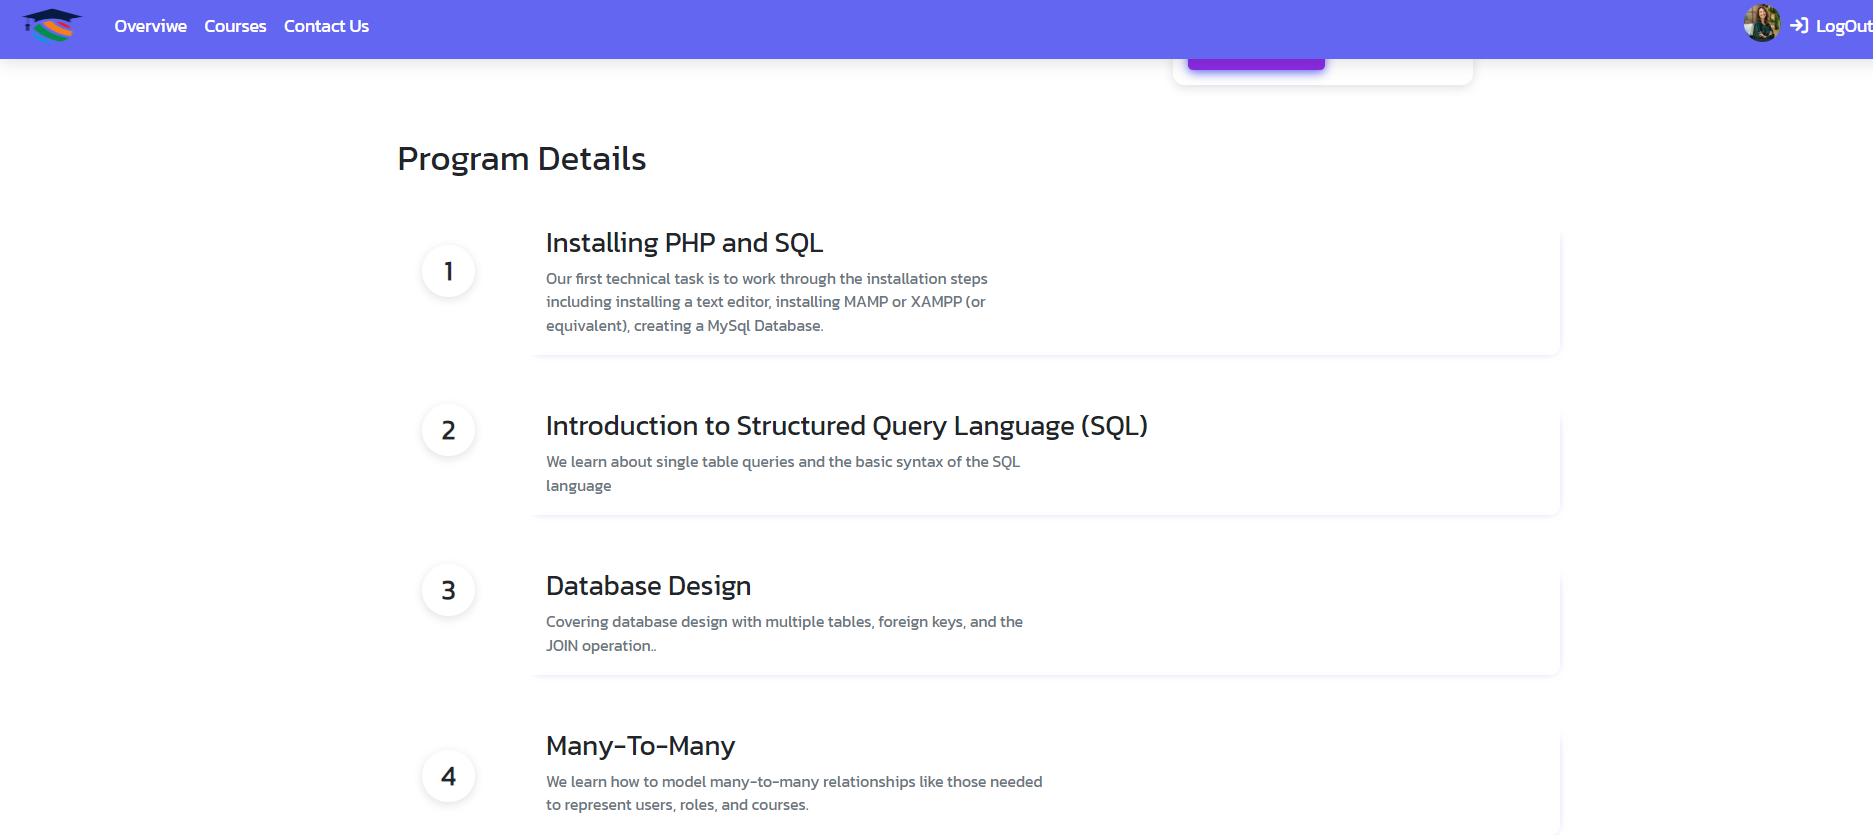 Overviwe Courses Contact Us LogOut
Program Details
1
Installing PHP and SQL
Our first technical task is to work through the installation steps
including installing a text editor, installing MAMP or XAMPP (or
equivalent), creating a MySql Database.
2
Introduction to Structured Query Language (SQL)
We learn about single table queries and the basic syntax of the SQL
language
3
Database Design
Covering database design with multiple tables, foreign keys, and the
JOIN operation..
4
Many-To-Many
We learn how to model many-to-many relationships like those needed
to represent users, roles, and courses.